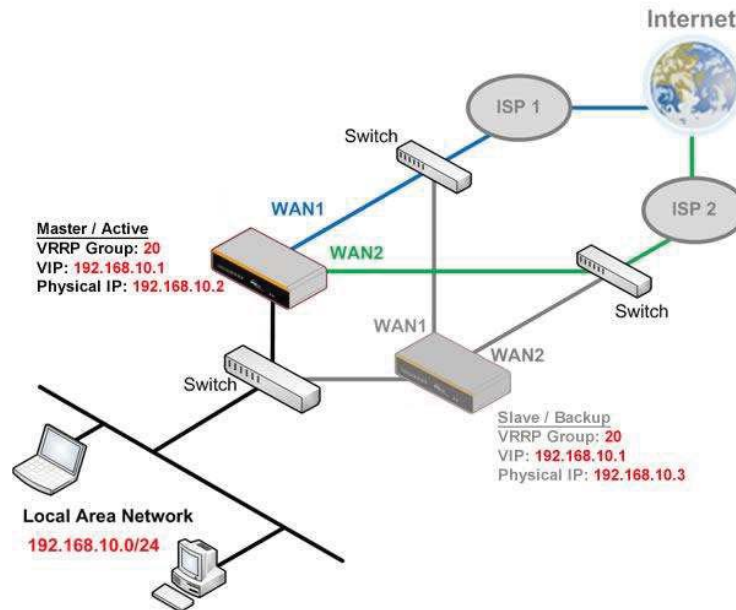 Internet
ISP 1
Switch
WAN1
Master / Active
VRRP Group: 20
VIP: 192.168.10.1
Physical IP: 192.168.10.2
WAN2
ISP 2
Switch
WAN1
WAN2
Switch
Slave / Backup
VRRP Group: 20
VIP: 192.168.10.1
Physical IP: 192.168.10.3
Local Area Network
192.168.10.0/24